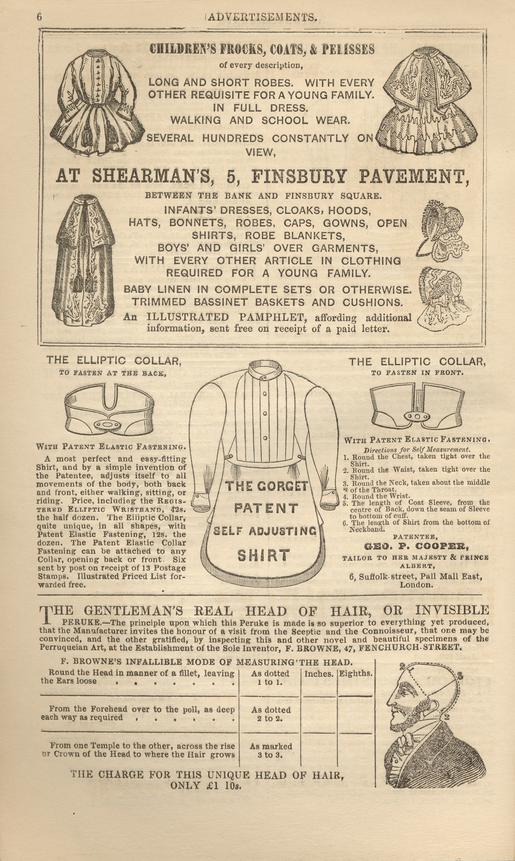 6
ADVERTISEMENTS.
CHILDREN'S FROCKS, COATS, & PELISSES
of every description,
LONG AND SHORT ROBES. WITH EVERY
OTHER REQUISITE FOR A YOUNG FAMILY.
IN FULL DRESS.
WALKING AND SCHOOL WEAR.
SEVERAL HUNDREDS CONSTANTLY ON
VIEW,
AT SHEARMAN'S, 5, FINSBURY PAVEMENT,
BETWEEN THE BANK AND FINSBURY SQUARE.
INFANTS' DRESSES, CLOAKS, HOODS,
HATS, BONNETS, ROBES, CAPS, GOWNS, OPEN
SHIRTS, ROBE BLANKETS,
BOYS' AND GIRLS' OVER GARMENTS,
WITH EVERY OTHER ARTICLE IN CLOTHING
REQUIRED FOR A YOUNG FAMILY.
BABY LINEN IN COMPLETE SETS OR OTHERWISE.
TRIMMED BASSINET BASKETS AND CUSHIONS.
An ILLUSTRATED PAMPHLET, affording additional
information, sent free on receipt of a paid letter.
THE ELLIPTIC COLLAR,
TO FASTEN AT THE BACK,
WITH PATENT ELASTIC FASTENING.
A most perfect and easy-fitting
Shirt, and by a simple invention of
the Patentee, adjusts itself to all
movements of the body, both back
and front, either walking, sitting, or
riding. Price, including the REGIS-
TERED ELLIPTIC WRISTBAND, 42s.
the half dozen. The Elliptic Collar,
quite unique, in all shapes, with
Patent Elastic Fastening, 12s. the
dozen. The Patent Elastic Collar
Fastening can be attached to any
Collar, opening back or front. Six
sent by post on receipt of 13 Postage
Stamps. Illustrated Priced List for-
warded free.
THE GORGET
PATENT
SELF ADJUSTING
SHIRT
THE ELLIPTIC COLLAR,
TO FASTEN IN FRONT.
WITH PATENT ELASTIC FASTENING.
Directions for Self Measurement.
1. Round the Chest, taken tight over the
Shirt.
2. Round the Waist, taken tight over the
Shirt.
3. Round the Neck, taken about the middle
of the Throat.
4. Round the Wrist.
5. The length of Coat Sleeve, from the
centre of Back, down the seam of Sleeve
to bottom of cuff.
6. The length of Shirt from the bottom of
Neckband.
PATENTEE,
GEO. P. COOPER,
TAILOR TO HER MAJESTY & PRINCE
ALBERT,
6, Suffolk-street, Pall Mall East,
London.
THE GENTLEMAN'S REAL HEAD OF HAIR, OR INVISIBLE
PERUKE.—The principle upon which this Peruke is made is so superior to everything yet produced,
that the Manufacturer invites the honour of a visit from the Sceptic and the Connoisseur, that one may be
convinced, and the other gratified, by inspecting this and other novel and beautiful specimens of the
Perruquian Art, at the Establishment of the Sole Inventor, F. BROWNE, 47, FENCHURCH-STREET.
F. BROWNE'S INFALLIBLE MODE OF MEASURING THE HEAD.
Round the Head in manner of a fillet, leaving
the Ears loose . . . . . .
As dotted
1 to 1.
Inches.
Eighths.
From the Forehead over to the poll, as deep
each way as required . . . . .
As dotted
2 to 2.
From one Temple to the other, across the rise
or Crown of the Head to where the Hair grows
As marked
3 to 3.
THE CHARGE FOR THIS UNIQUE HEAD OF HAIR,
ONLY £1 10s.